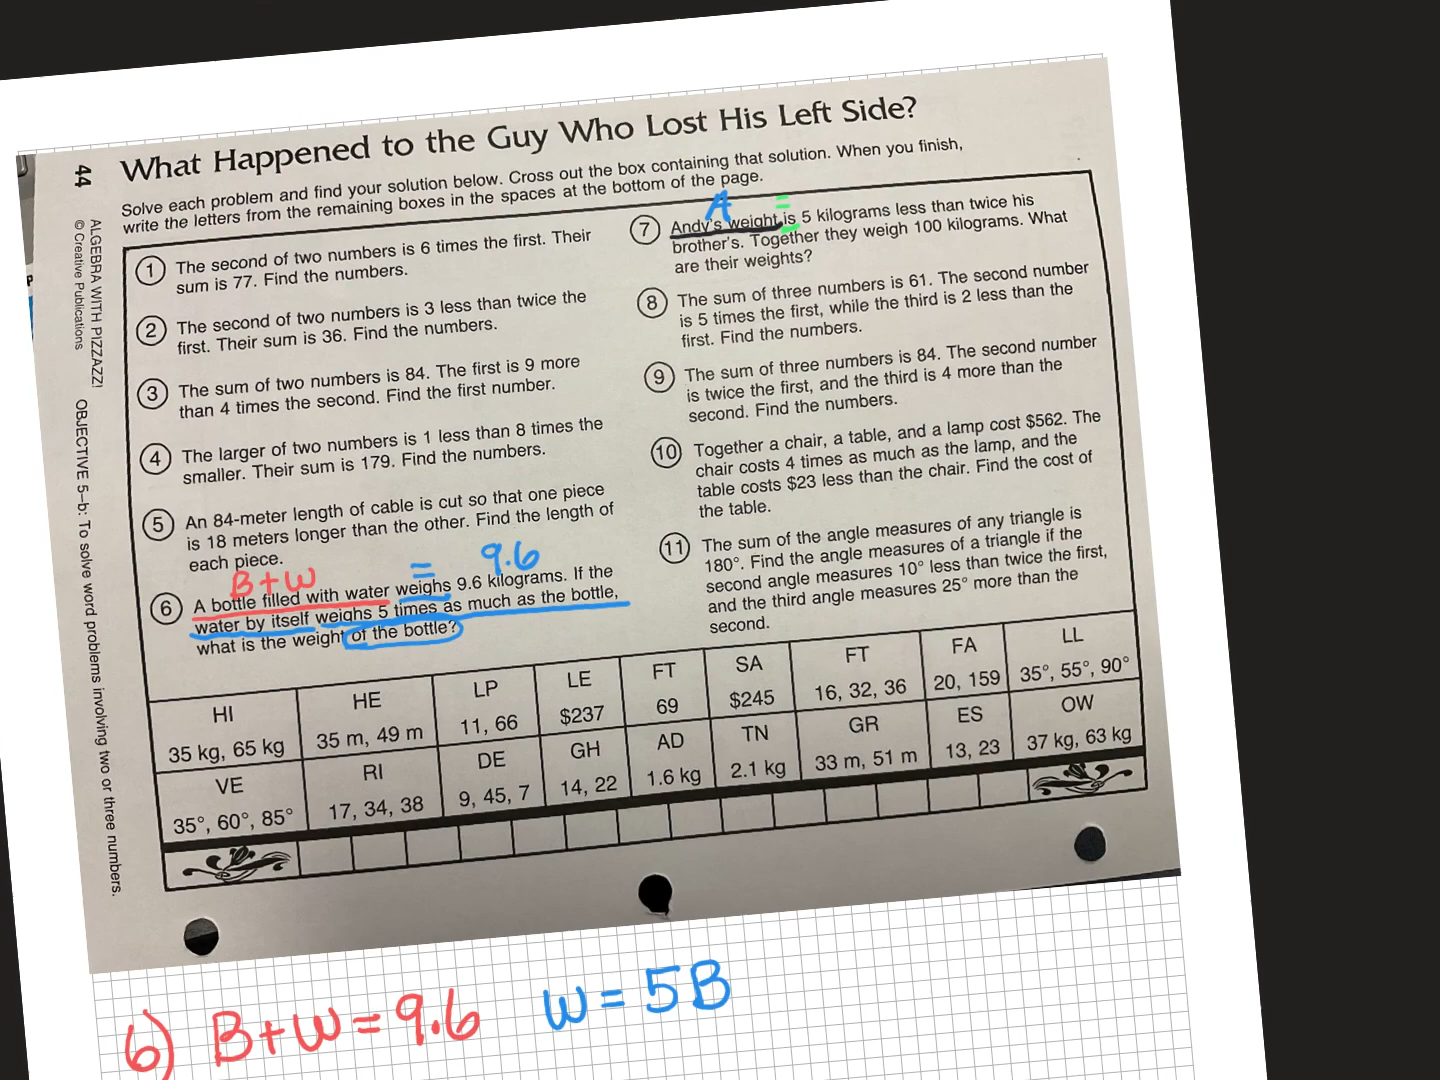 What Happened to the Guy Who Lost His Left Side?
Solve each problem and find your solution below. Cross out the box containing that solution. When you finish,
write the letters from the remaining boxes in the spaces at the bottom of the page.
44
ALGEBRA WITH PIZZAZZ!
© Creative Publications
OBJECTIVE 5–b: To solve word problems involving two or three numbers.
1 The second of two numbers is 6 times the first. Their
sum is 77. Find the numbers.
2 The second of two numbers is 3 less than twice the
first. Their sum is 36. Find the numbers.
3 The sum of two numbers is 84. The first is 9 more
than 4 times the second. Find the first number.
4 The larger of two numbers is 1 less than 8 times the
smaller. Their sum is 179. Find the numbers.
5 An 84-meter length of cable is cut so that one piece
is 18 meters longer than the other. Find the length of
each piece.
B+W = 9.6
6 A bottle filled with water weighs 9.6 kilograms. If the
water by itself weighs 5 times as much as the bottle,
what is the weight of the bottle?
A =
7 Andy's weight is 5 kilograms less than twice his
brother's. Together they weigh 100 kilograms. What
are their weights?
8 The sum of three numbers is 61. The second number
is 5 times the first, while the third is 2 less than the
first. Find the numbers.
9 The sum of three numbers is 84. The second number
is twice the first, and the third is 4 more than the
second. Find the numbers.
10 Together a chair, a table, and a lamp cost $562. The
chair costs 4 times as much as the lamp, and the
table costs $23 less than the chair. Find the cost of
the table.
11 The sum of the angle measures of any triangle is
180°. Find the angle measures of a triangle if the
second angle measures 10° less than twice the first,
and the third angle measures 25° more than the
second.
HI HE LP LE FT SA FT FA LL
35 kg, 65 kg 35 m, 49 m 11, 66 $237 69 $245 16, 32, 36 20, 159 35°, 55°, 90°
VE RI DE GH AD TN GR ES OW
35°, 60°, 85° 17, 34, 38 9, 45, 7 14, 22 1.6 kg 2.1 kg 33 m, 51 m 13, 23 37 kg, 63 kg
6) B+W=9.6 W=5B